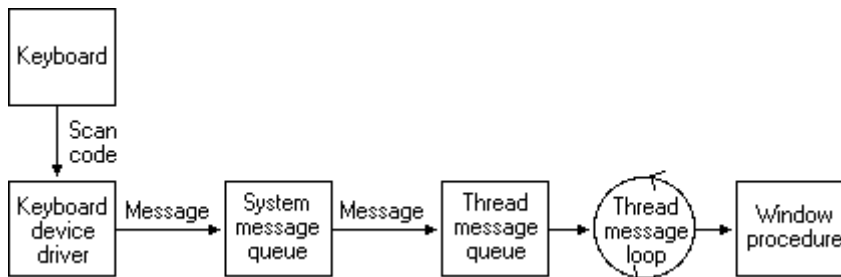 Keyboard
Scan
code
Keyboard
device
driver
Message
System
message
queue
Message
Thread
message
queue
Thread
message
loop
Window
procedure